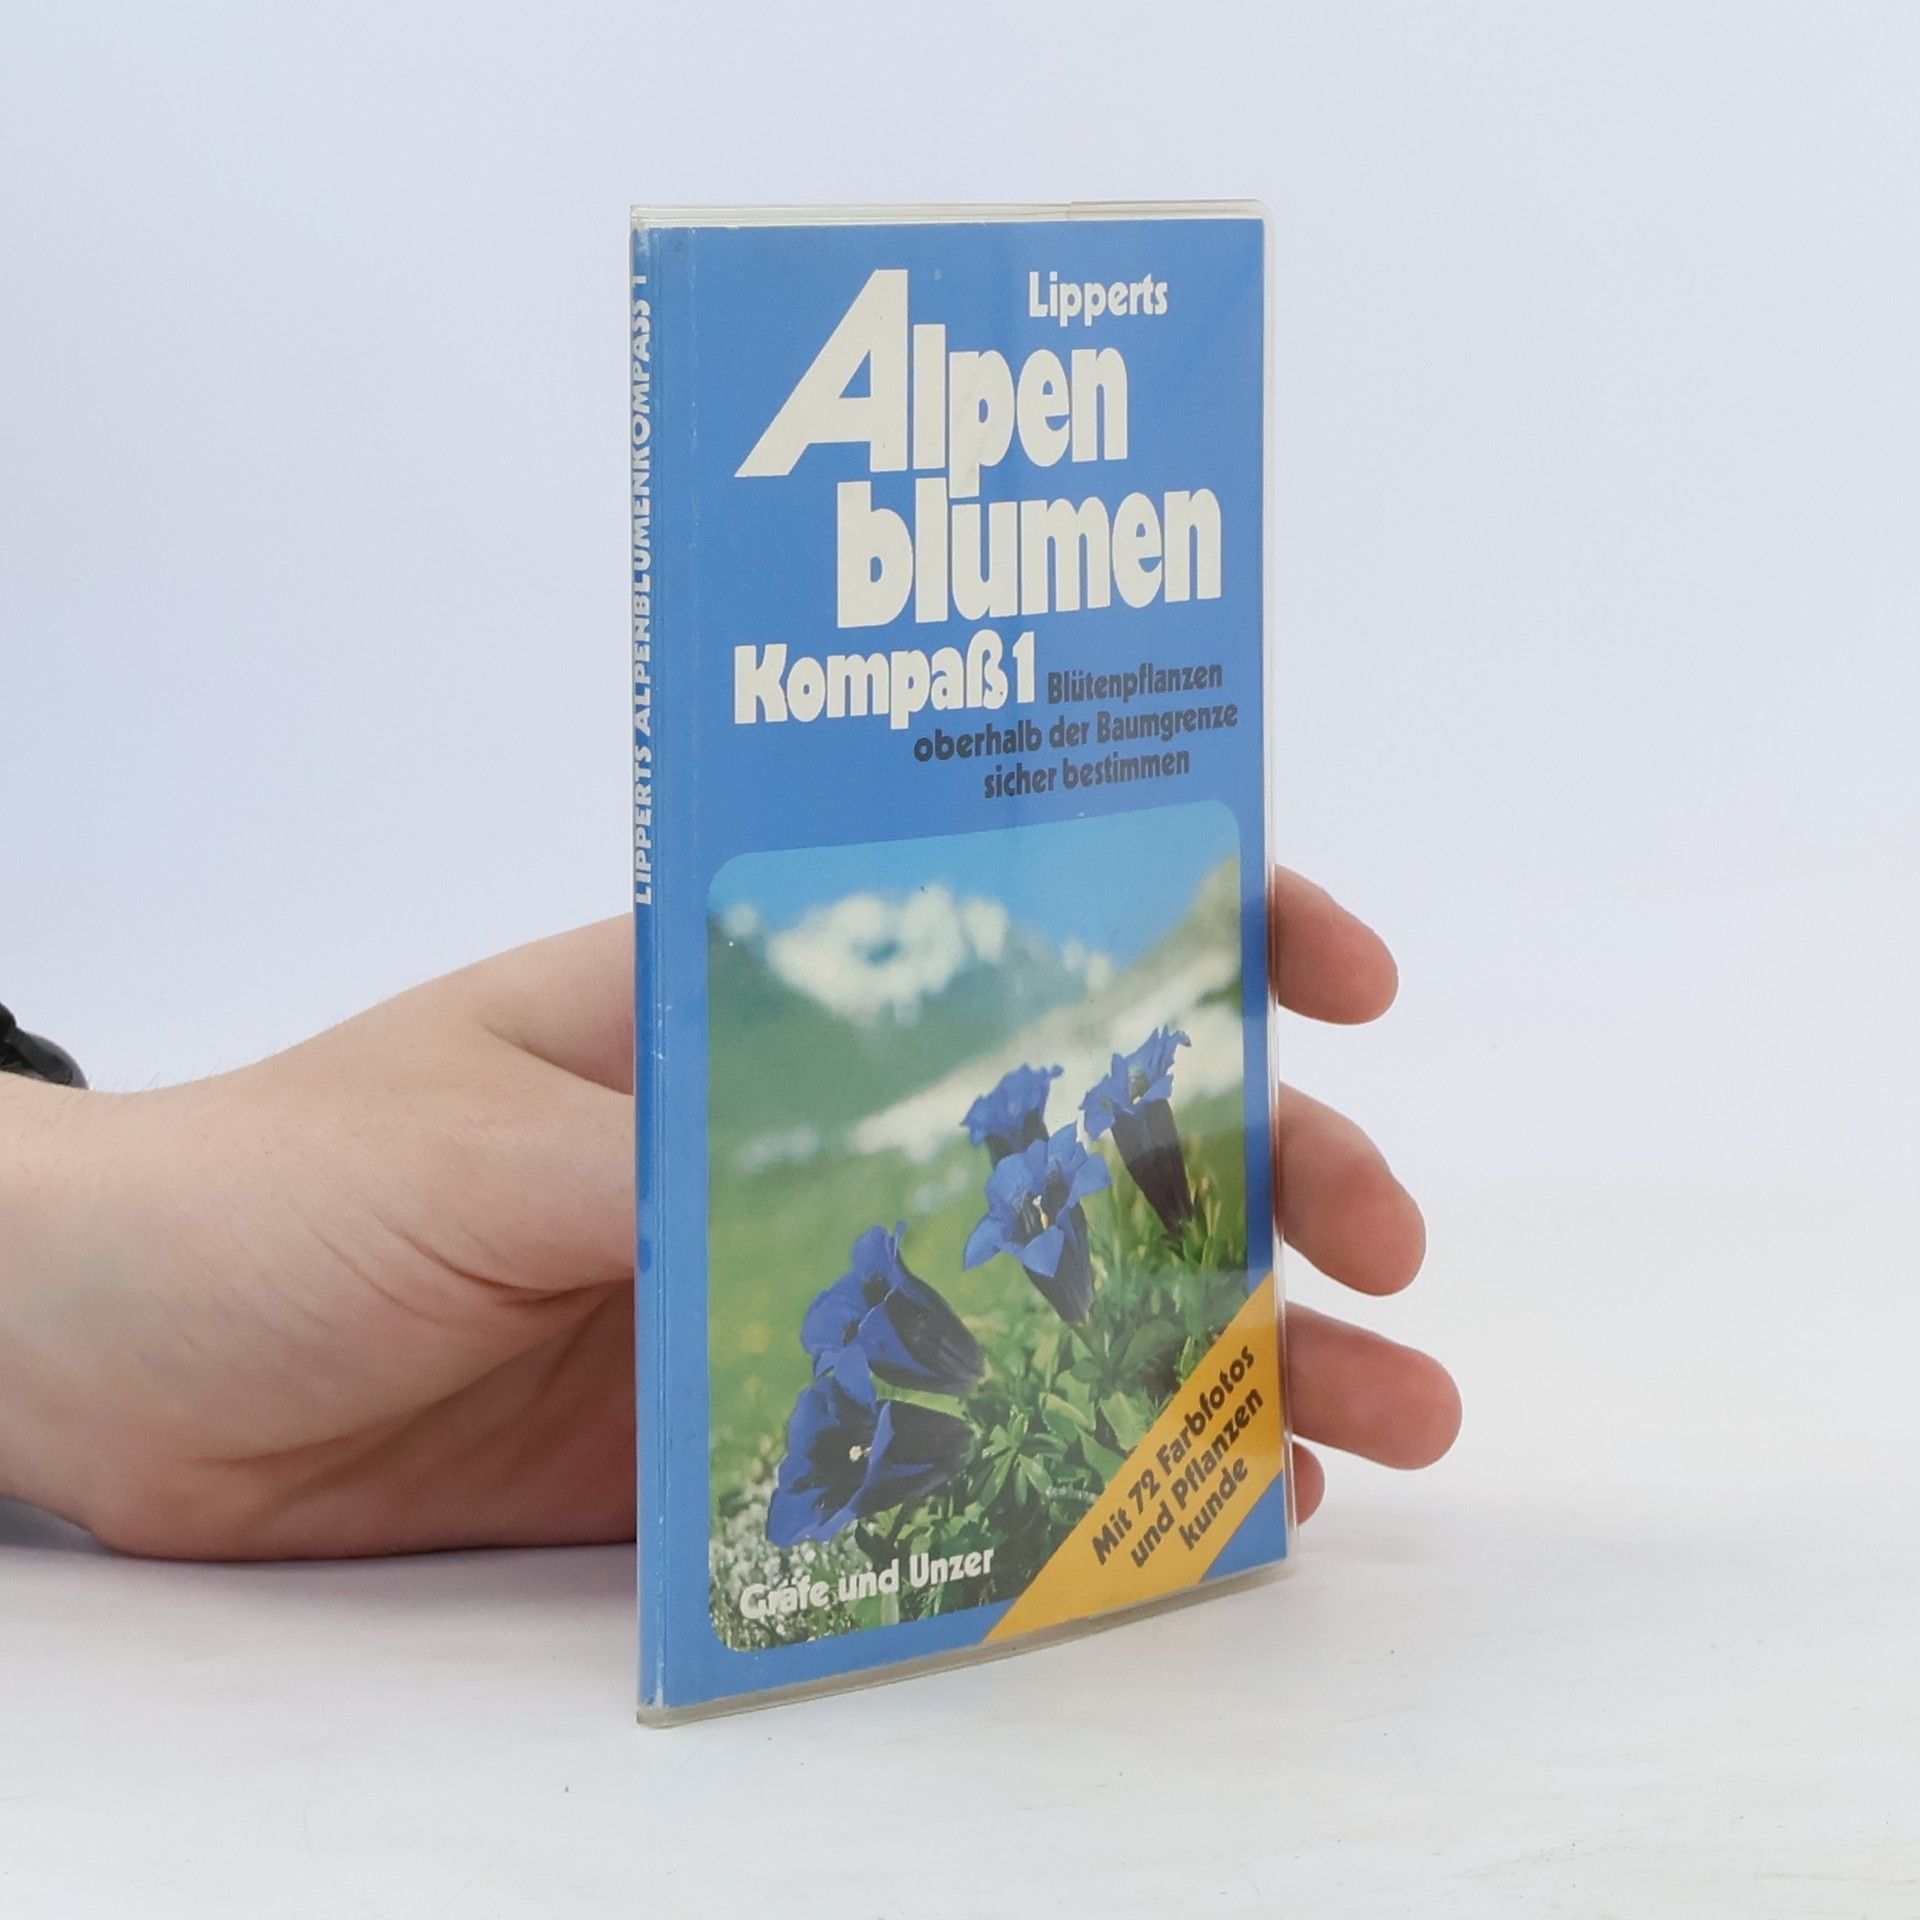 LIPPERTS ALPENBLUMENKOMPASS 1
Lipperts
Alpen
blumen
Kompaß 1 Blütenpflanzen
oberhalb der Baumgrenze
sicher bestimmen
Mit 72 Farbfotos
und Pflanzen
kunde
Gräfe und Unzer